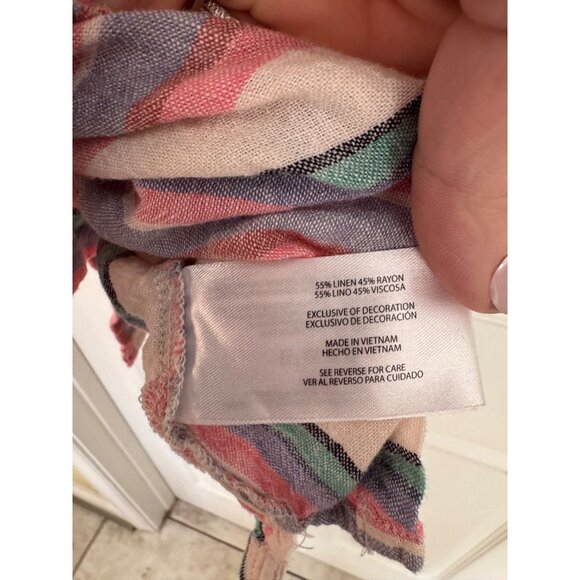 55% LINEN 45% RAYON
55% LINO 45% VISCOSA
EXCLUSIVE OF DECORATION
EXCLUSIVO DE DECORACIÓN
MADE IN VIETNAM
HECHO EN VIETNAM
SEE REVERSE FOR CARE
VER AL REVERSO PARA CUIDADO